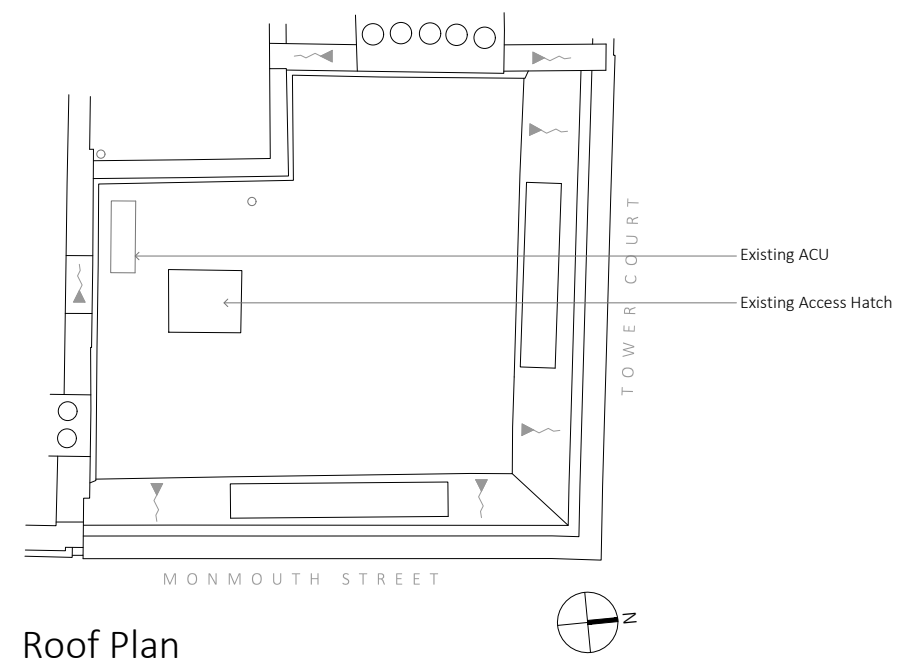 Existing ACU
Existing Access Hatch
TOWER COURT
MONMOUTH STREET
N
Roof Plan